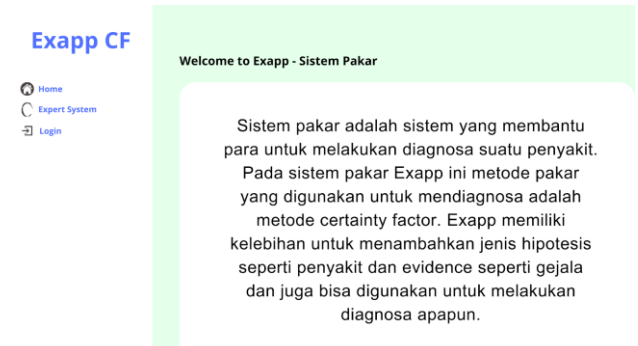 Exapp CF
Home
Expert System
Login
Welcome to Exapp - Sistem Pakar
Sistem pakar adalah sistem yang membantu
para untuk melakukan diagnosa suatu penyakit.
Pada sistem pakar Exapp ini metode pakar
yang digunakan untuk mendiagnosa adalah
metode certainty factor. Exapp memiliki
kelebihan untuk menambahkan jenis hipotesis
seperti penyakit dan evidence seperti gejala
dan juga bisa digunakan untuk melakukan
diagnosa apapun.